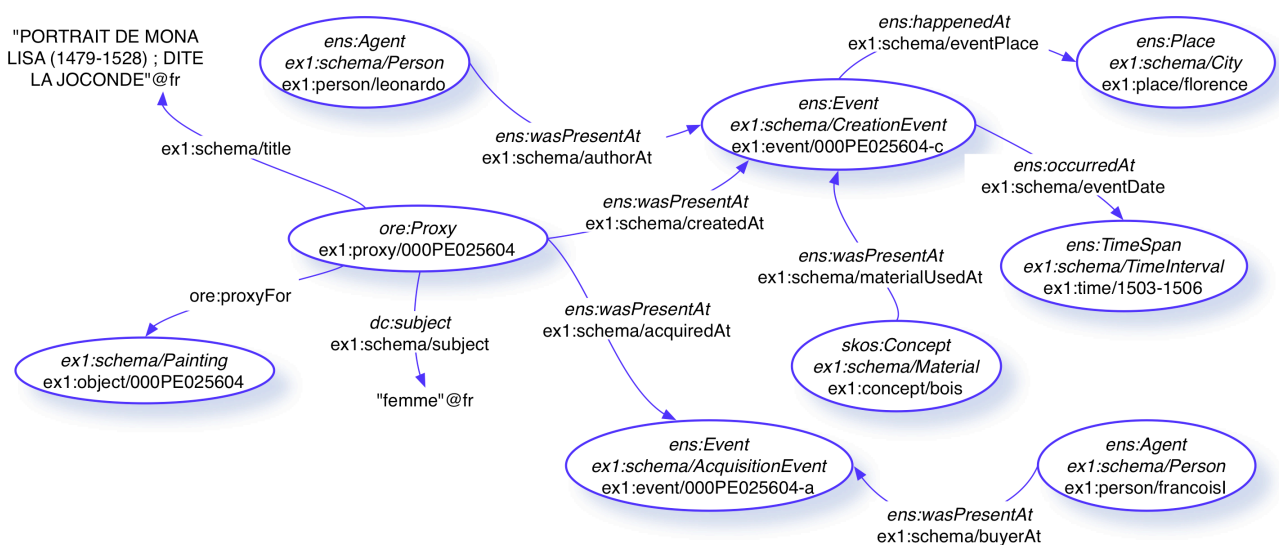 "PORTRAIT DE MONA
LISA (1479-1528) ; DITE
LA JOCONDE"@fr
ens:Agent
ex1:schema/Person
ex1:person/leonardo
ens:happenedAt
ex1:schema/eventPlace
ens:Place
ex1:schema/City
ex1:place/florence
ens:Event
ex1:schema/CreationEvent
ex1:event/000PE025604-c
ex1:schema/title
ens:wasPresentAt
ex1:schema/authorAt
ens:occurredAt
ex1:schema/eventDate
ens:wasPresentAt
ex1:schema/createdAt
ore:Proxy
ex1:proxy/000PE025604
ens:wasPresentAt
ex1:schema/materialUsedAt
ens:TimeSpan
ex1:schema/TimeInterval
ex1:time/1503-1506
ore:proxyFor
dc:subject
ex1:schema/subject
ens:wasPresentAt
ex1:schema/acquiredAt
ex1:schema/Painting
ex1:object/000PE025604
"femme"@fr
skos:Concept
ex1:schema/Material
ex1:concept/bois
ens:Event
ex1:schema/AcquisitionEvent
ex1:event/000PE025604-a
ens:Agent
ex1:schema/Person
ex1:person/francoisI
ens:wasPresentAt
ex1:schema/buyerAt